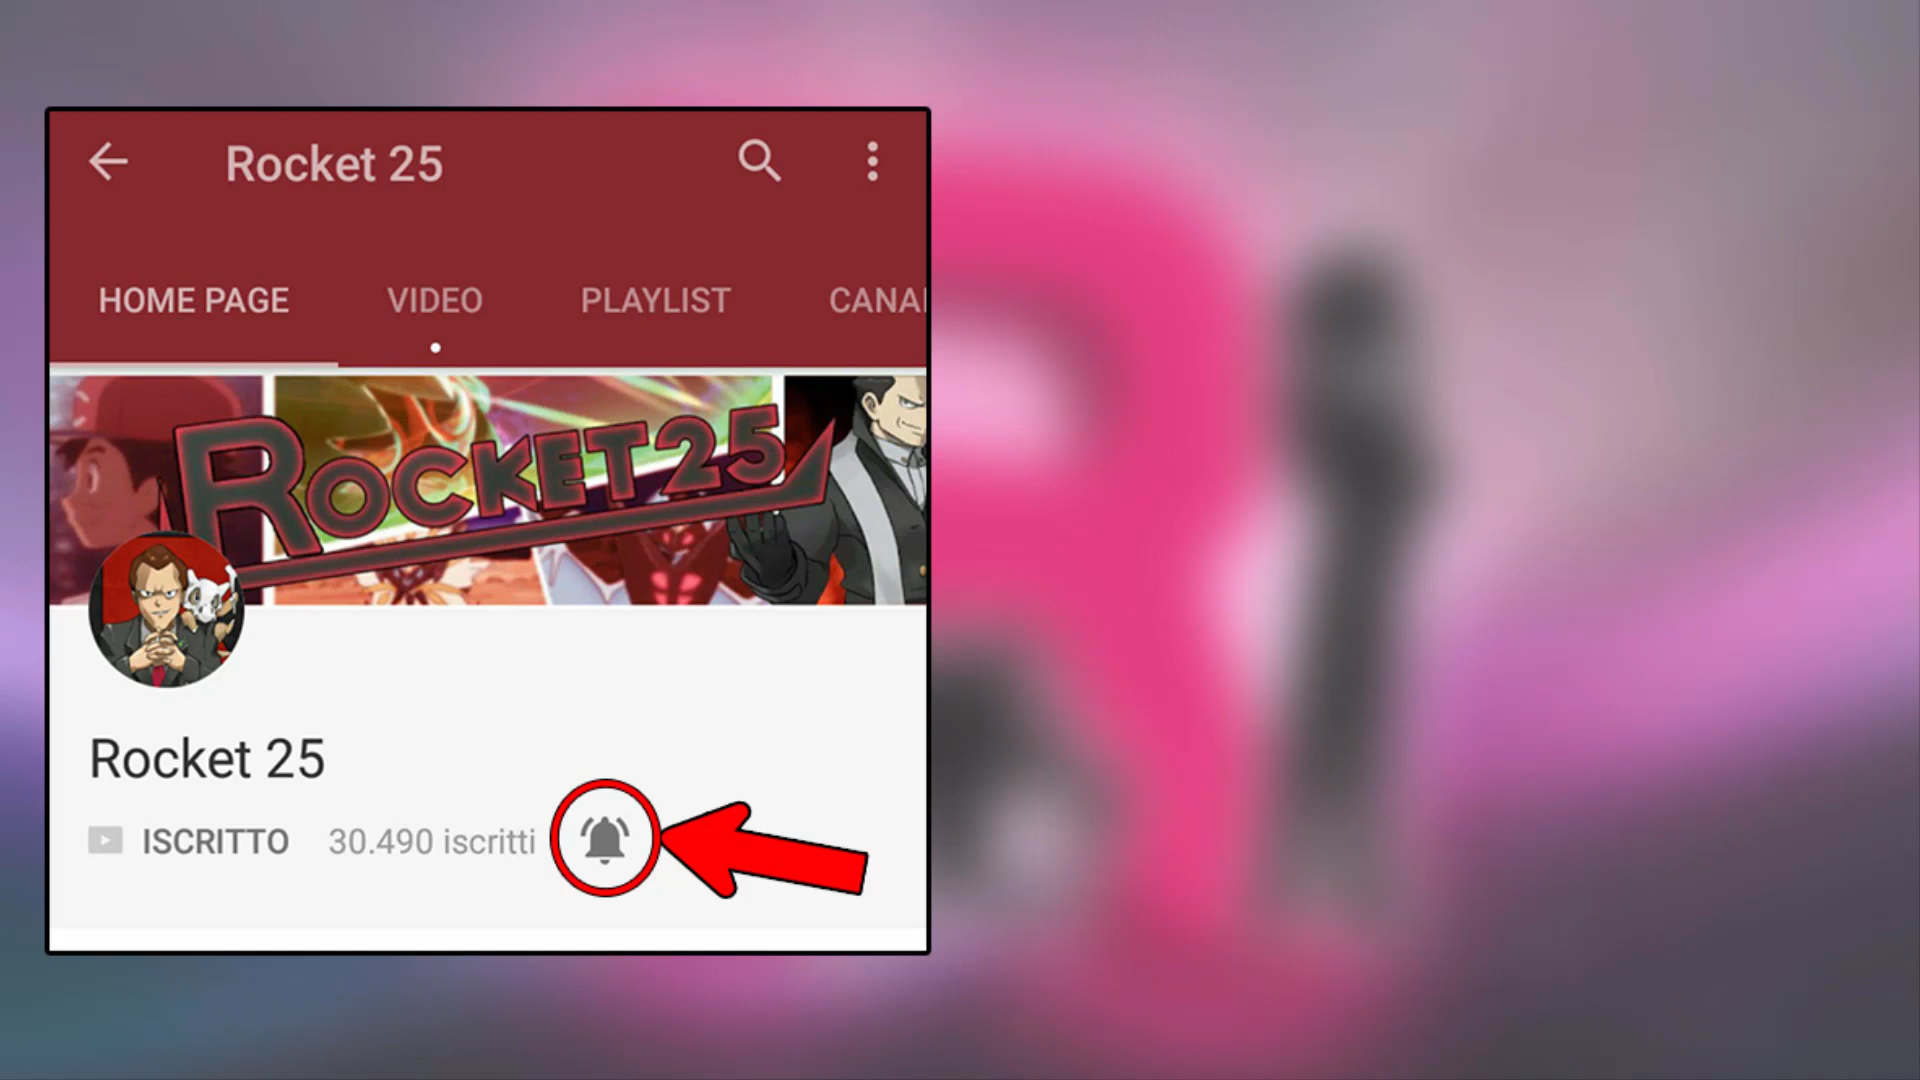 Rocket 25
HOME PAGE VIDEO PLAYLIST CANA
ROCKET25
Rocket 25
ISCRITTO 30.490 iscritti